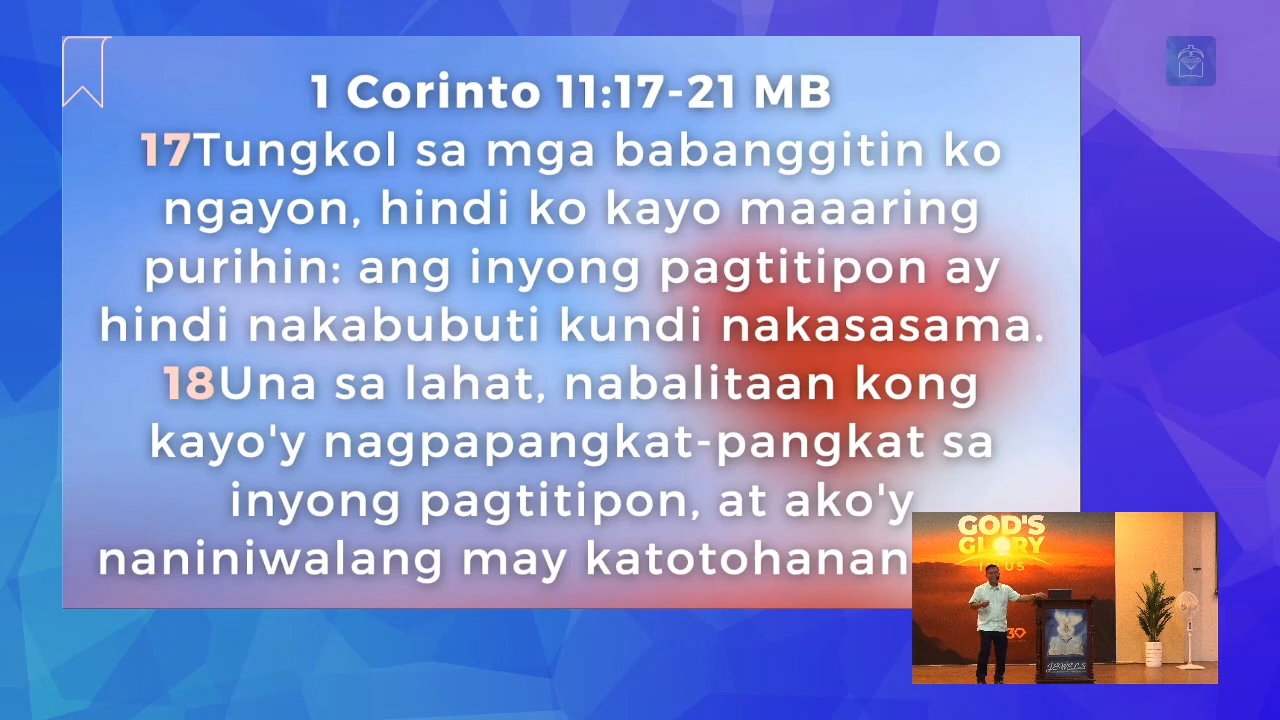 1 Corinto 11:17-21 MB
17Tungkol sa mga babanggitin ko
ngayon, hindi ko kayo maaaring
purihin: ang inyong pagtitipon ay
hindi nakabubuti kundi nakasasama.
18Una sa lahat, nabalitaan kong
kayo'y nagpapangkat-pangkat sa
inyong pagtitipon, at ako'y
naniniwalang may katotohanan
GOD'S
GLORY
30
JEWELS